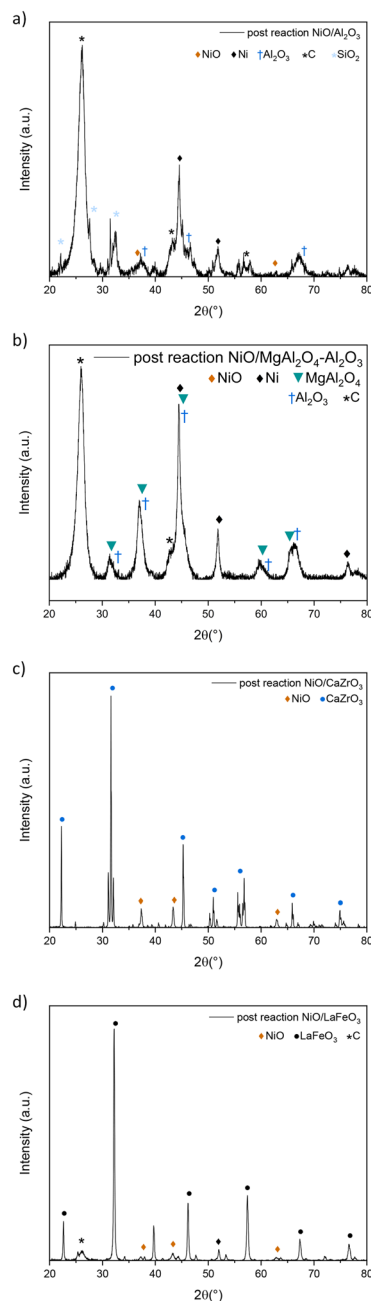 a)
post reaction NiO/Al₂O₃
♦ NiO ♦ Ni †Al₂O₃ *C * SiO₂
Intensity (a.u.)
20 30 40 50 60 70 80
2θ(°)
b)
post reaction NiO/MgAl₂O₄-Al₂O₃
♦ NiO ♦ Ni ▼ MgAl₂O₄
†Al₂O₃ *C
Intensity (a.u.)
20 30 40 50 60 70 80
2θ(°)
c)
post reaction NiO/CaZrO₃
♦ NiO ● CaZrO₃
Intensity (a.u.)
20 30 40 50 60 70 80
2θ(°)
d)
post reaction NiO/LaFeO₃
♦ NiO ● LaFeO₃ *C
Intensity (a.u.)
20 30 40 50 60 70 80
2θ(°)